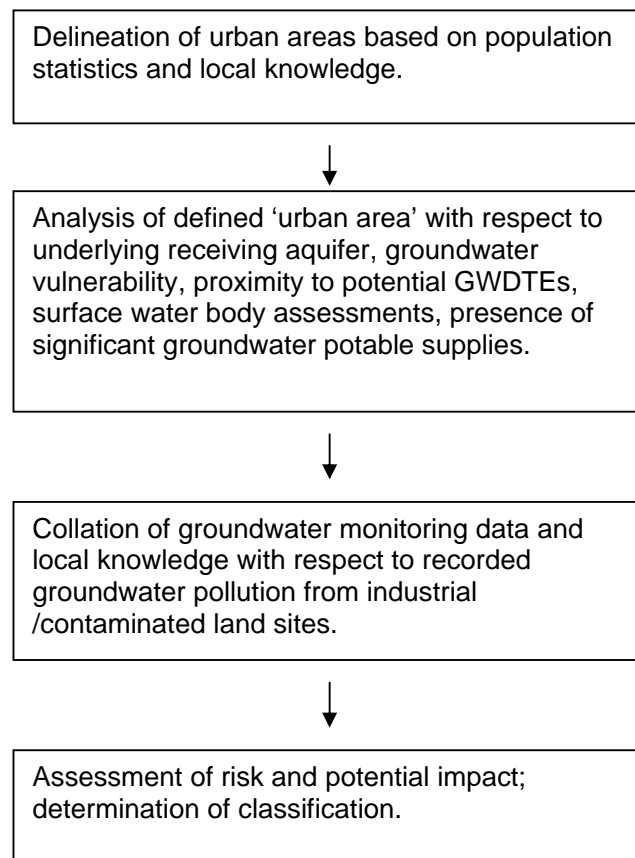 Delineation of urban areas based on population
statistics and local knowledge.
Analysis of defined ‘urban area’ with respect to
underlying receiving aquifer, groundwater
vulnerability, proximity to potential GWDTEs,
surface water body assessments, presence of
significant groundwater potable supplies.
Collation of groundwater monitoring data and
local knowledge with respect to recorded
groundwater pollution from industrial
/contaminated land sites.
Assessment of risk and potential impact;
determination of classification.